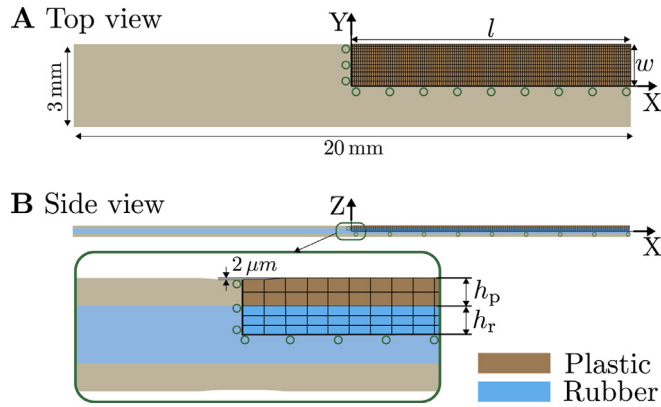 A Top view
Y
l
3 mm
w
X
20 mm
B Side view
Z
X
2 μm
hp
hr
Plastic
Rubber